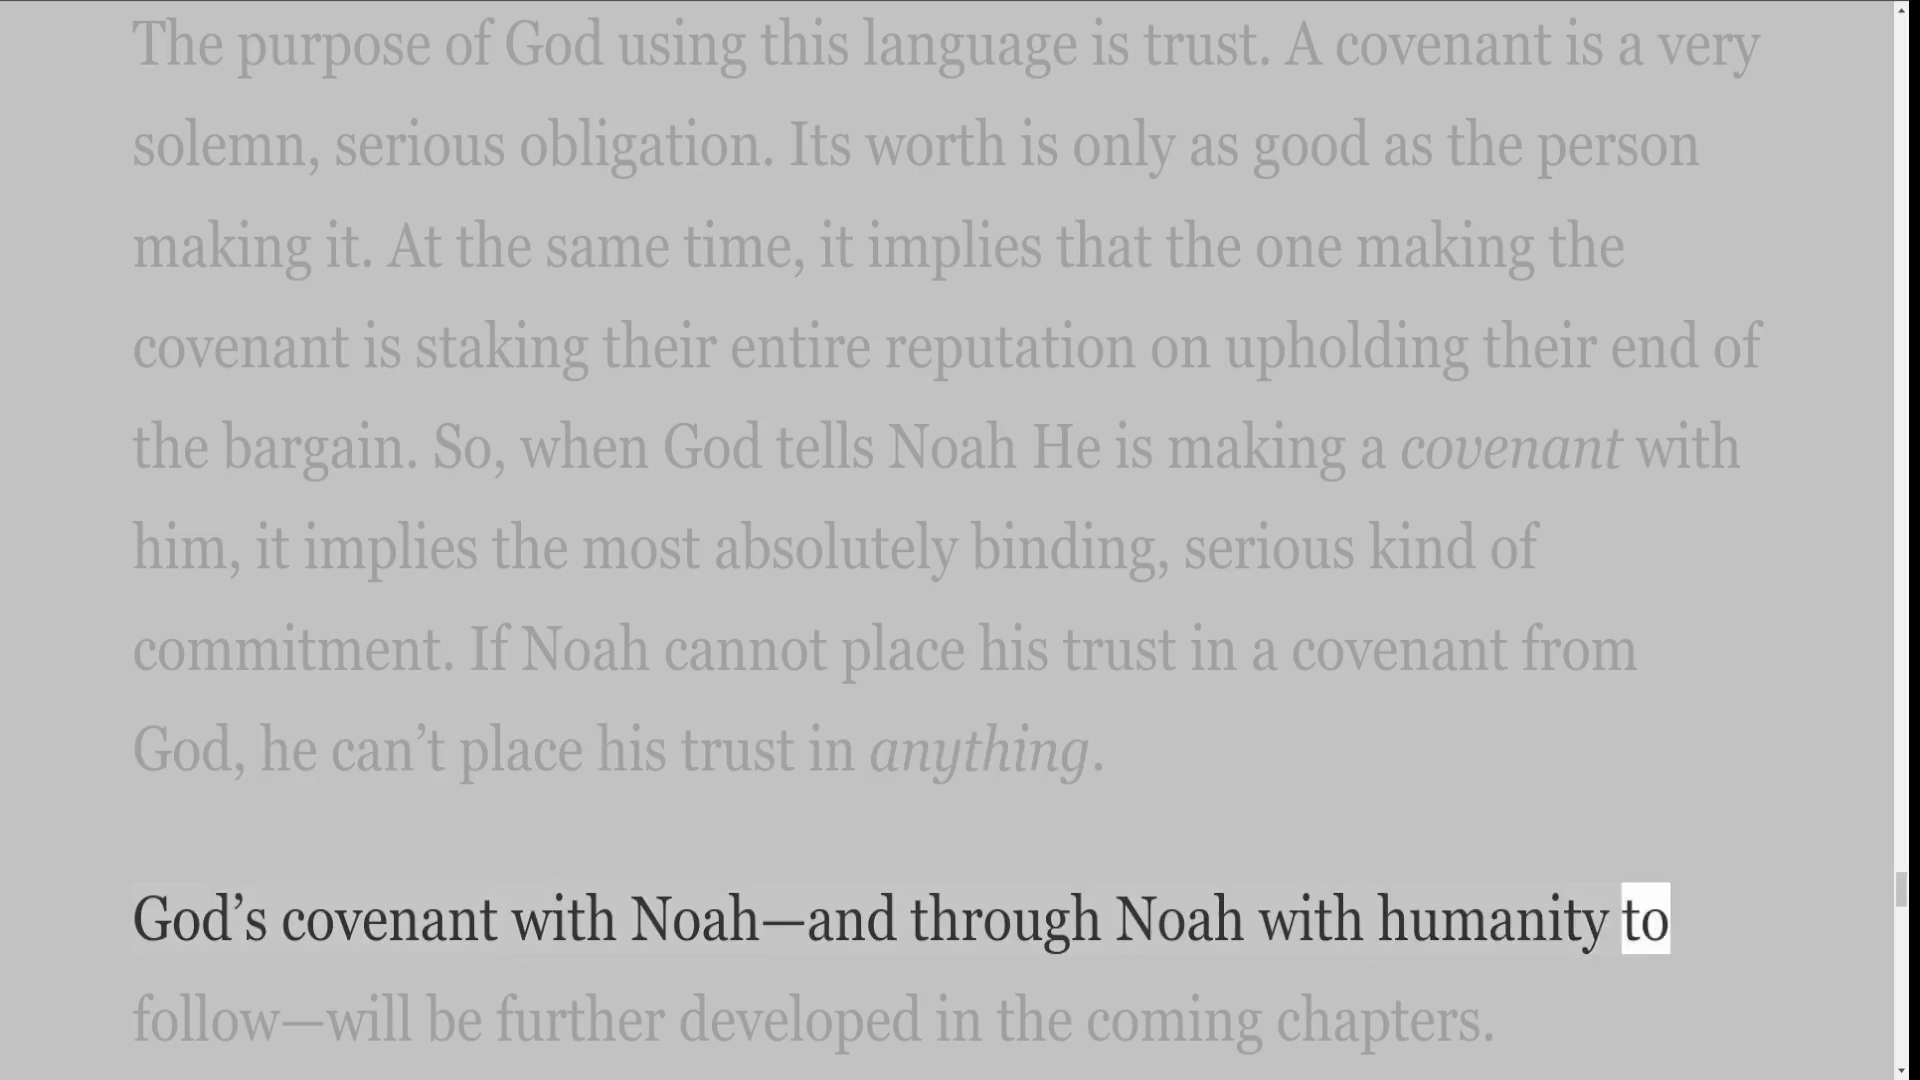 The purpose of God using this language is trust. A covenant is a very
solemn, serious obligation. Its worth is only as good as the person
making it. At the same time, it implies that the one making the
covenant is staking their entire reputation on upholding their end of
the bargain. So, when God tells Noah He is making a covenant with
him, it implies the most absolutely binding, serious kind of
commitment. If Noah cannot place his trust in a covenant from
God, he can’t place his trust in anything.
God’s covenant with Noah—and through Noah with humanity to
follow—will be further developed in the coming chapters.